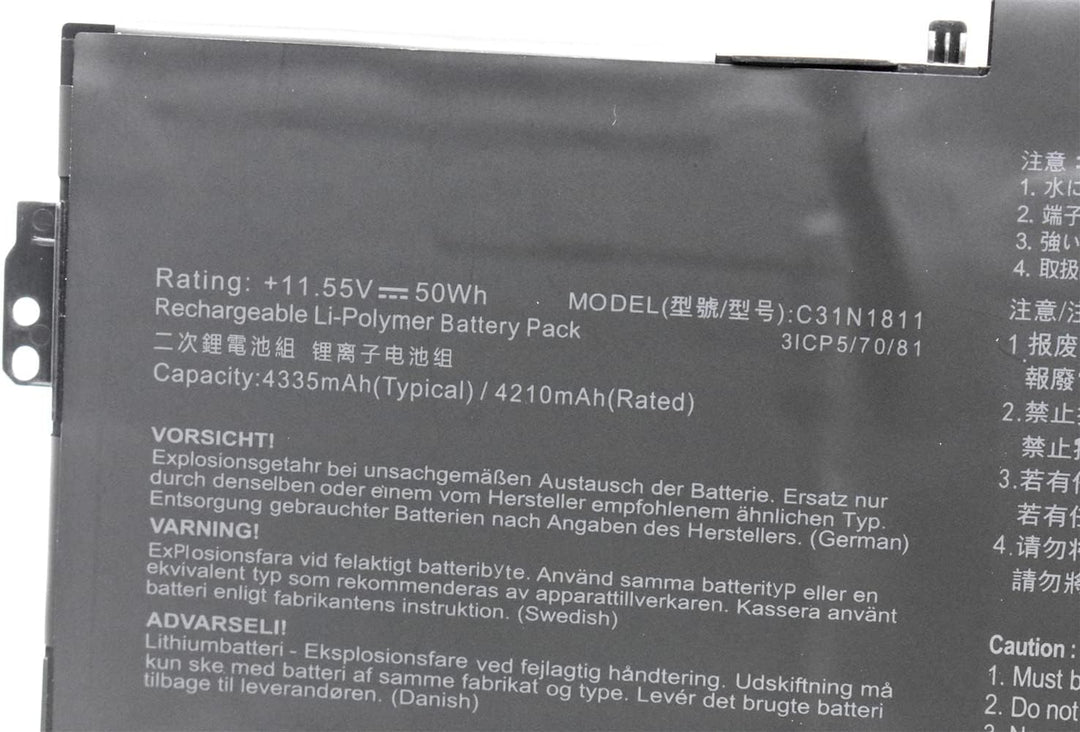 Rating: +11.55V⎓50Wh
Rechargeable Li-Polymer Battery Pack
二次鋰電池組 锂离子电池组
Capacity:4335mAh(Typical) / 4210mAh(Rated)
MODEL(型號/型号):C31N1811
3ICP5/70/81
VORSICHT!
Explosionsgetahr bei unsachgemäßen Austausch der Batterie. Ersatz nur
durch denselben oder einem vom Hersteller empfohlenem ähnlichen Typ.
Entsorgung gebrauchter Batterien nach Angaben des Herstellers. (German)
VARNING!
ExPlosionsfara vid felaktigt batteribyte. Använd samma batterityP eller en
ekvivalent typ som rekommenderas av apparattillverkaren. Kassera använt
batteri enligt fabrikantens instruktion. (Swedish)
ADVARSELI!
Lithiumbatteri - Eksplosionsfare ved fejlagtig håndtering. Udskiftning må
kun ske med batteri af samme fabrikat og type. Levér det brugte batteri
tilbage til leverandøren. (Danish)
注意：
1. 水に
2. 端子
3. 強い
4. 取扱
注意/注
1.报废
報廢
2.禁止
禁止
3.若有
若有
4.请勿将
請勿將
Caution :
1. Must b
2. Do not